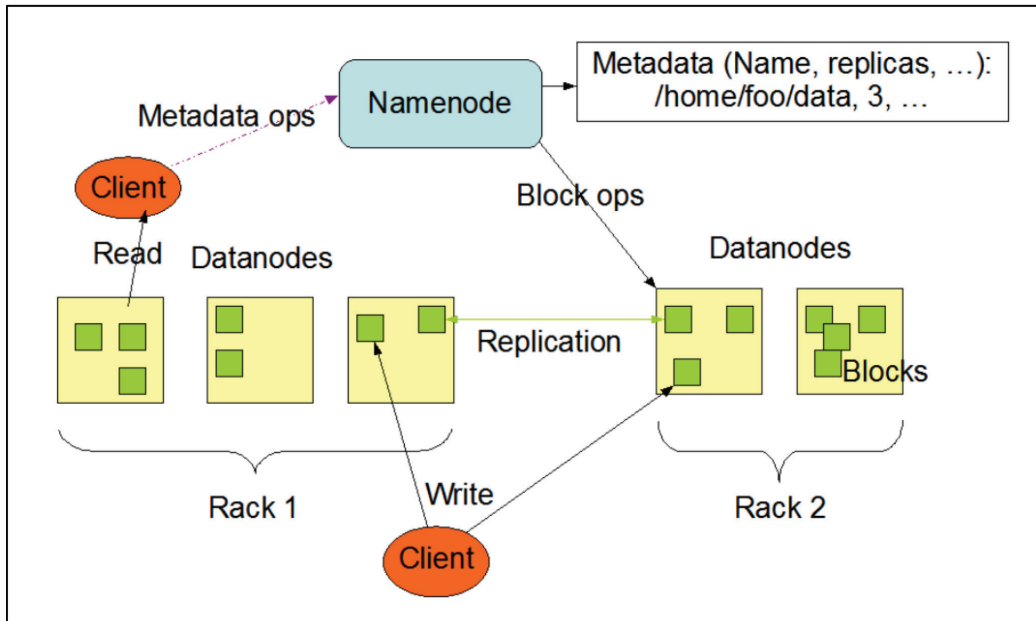 Metadata (Name, replicas, …):
/home/foo/data, 3, …
Namenode
Metadata ops
Client
Block ops
Read
Datanodes
Datanodes
Replication
Blocks
Rack 1
Write
Rack 2
Client